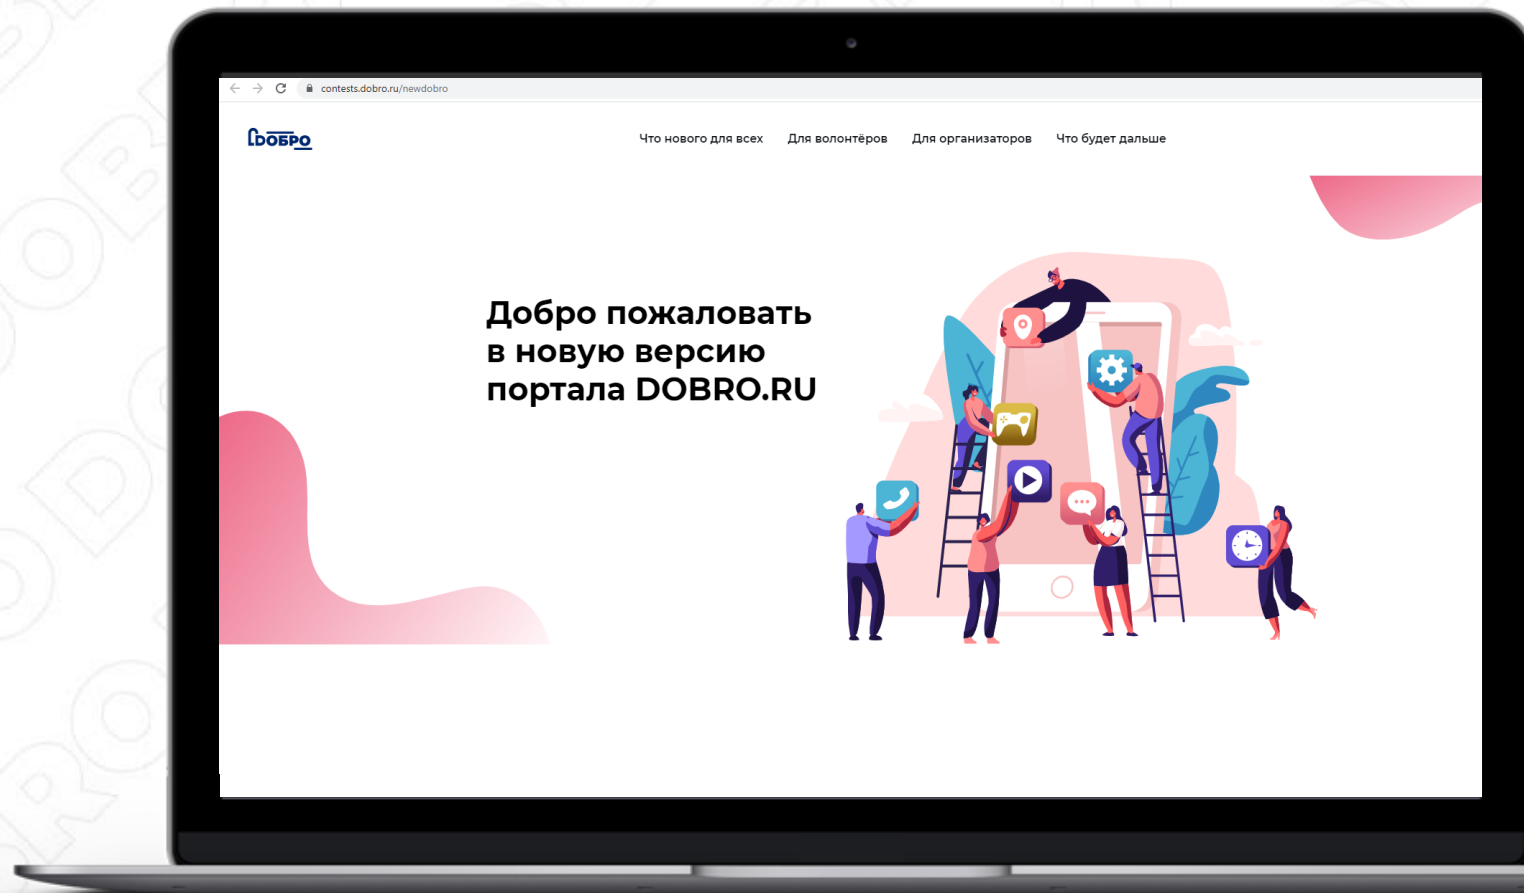 contests.dobro.ru/newdobro
ДОБРО
Что нового для всех Для волонтёров Для организаторов Что будет дальше
Добро пожаловать
в новую версию
портала DOBRO.RU